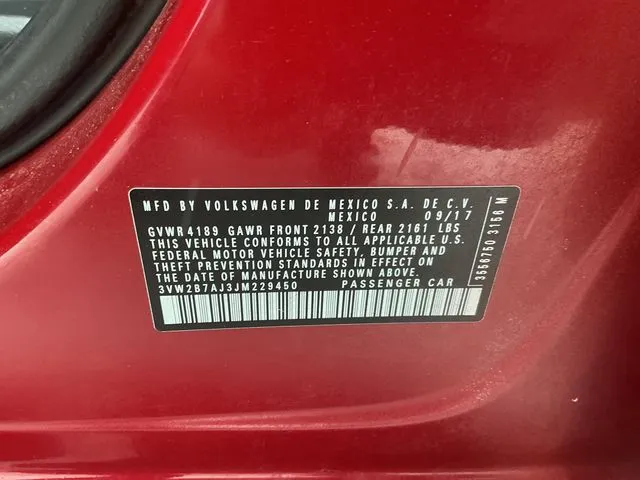 MFD BY VOLKSWAGEN DE MEXICO S.A. DE C.V.
MEXICO 09/17
GVWR 4189 GAWR FRONT 2138 / REAR 2161 LBS
THIS VEHICLE CONFORMS TO ALL APPLICABLE U.S.
FEDERAL MOTOR VEHICLE SAFETY, BUMPER AND
THEFT PREVENTION STANDARDS IN EFFECT ON THE
DATE OF MANUFACTURE SHOWN ABOVE.
3VW2B7AJ3JM229450 PASSENGER CAR
3656750 3156 M